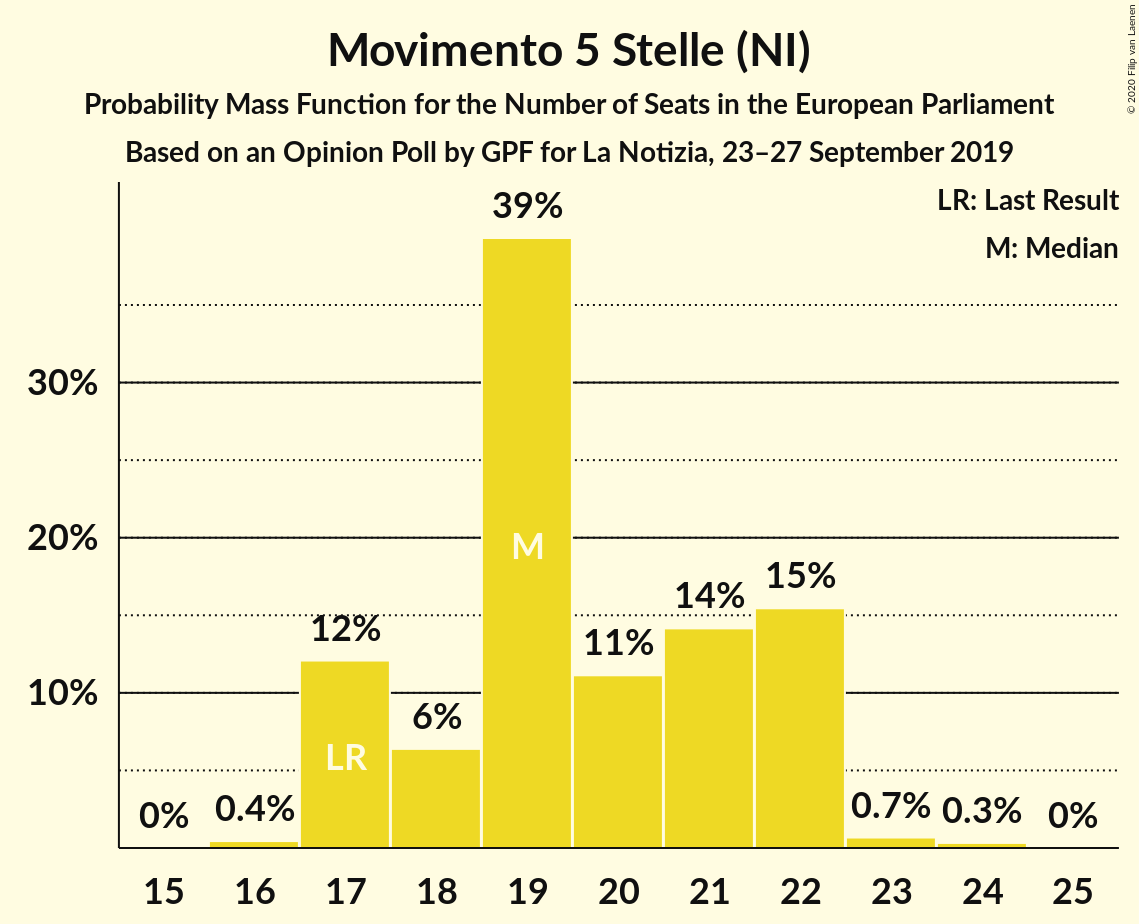 Movimento 5 Stelle (NI)
Probability Mass Function for the Number of Seats in the European Parliament
Based on an Opinion Poll by GPF for La Notizia, 23–27 September 2019
© 2020 Filip van Laenen
LR: Last Result
M: Median
39%
30%
20%
15%
14%
12%
11%
10%
6%
0%
0.4%
0.7%
0.3%
0%
M
LR
15 16 17 18 19 20 21 22 23 24 25